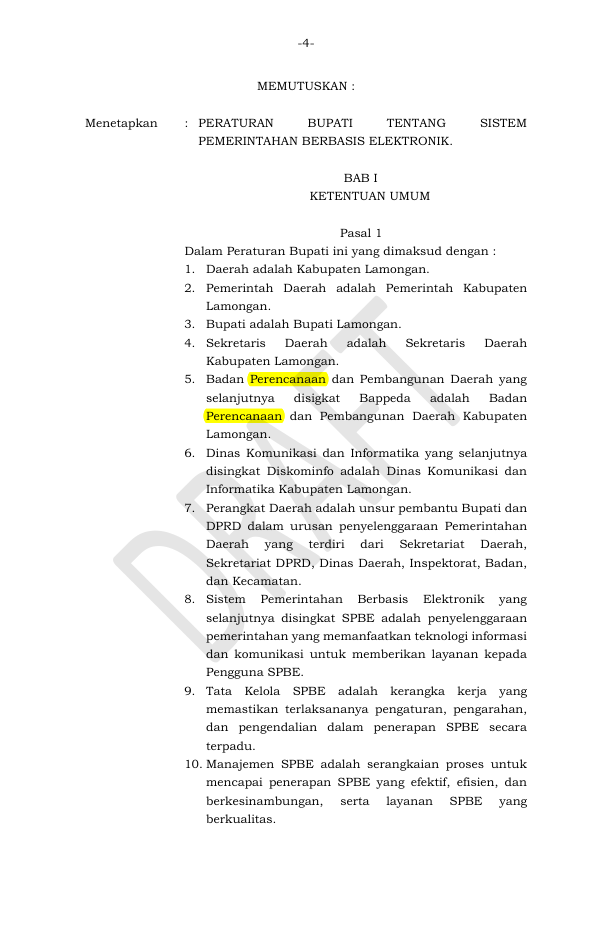 -4-
MEMUTUSKAN :
Menetapkan : PERATURAN BUPATI TENTANG SISTEM
PEMERINTAHAN BERBASIS ELEKTRONIK.
BAB I
KETENTUAN UMUM
Pasal 1
Dalam Peraturan Bupati ini yang dimaksud dengan :
1. Daerah adalah Kabupaten Lamongan.
2. Pemerintah Daerah adalah Pemerintah Kabupaten
Lamongan.
3. Bupati adalah Bupati Lamongan.
4. Sekretaris Daerah adalah Sekretaris Daerah
Kabupaten Lamongan.
5. Badan Perencanaan dan Pembangunan Daerah yang
selanjutnya disigkat Bappeda adalah Badan
Perencanaan dan Pembangunan Daerah Kabupaten
Lamongan.
6. Dinas Komunikasi dan Informatika yang selanjutnya
disingkat Diskominfo adalah Dinas Komunikasi dan
Informatika Kabupaten Lamongan.
7. Perangkat Daerah adalah unsur pembantu Bupati dan
DPRD dalam urusan penyelenggaraan Pemerintahan
Daerah yang terdiri dari Sekretariat Daerah,
Sekretariat DPRD, Dinas Daerah, Inspektorat, Badan,
dan Kecamatan.
8. Sistem Pemerintahan Berbasis Elektronik yang
selanjutnya disingkat SPBE adalah penyelenggaraan
pemerintahan yang memanfaatkan teknologi informasi
dan komunikasi untuk memberikan layanan kepada
Pengguna SPBE.
9. Tata Kelola SPBE adalah kerangka kerja yang
memastikan terlaksananya pengaturan, pengarahan,
dan pengendalian dalam penerapan SPBE secara
terpadu.
10. Manajemen SPBE adalah serangkaian proses untuk
mencapai penerapan SPBE yang efektif, efisien, dan
berkesinambungan, serta layanan SPBE yang
berkualitas.
DRAFT